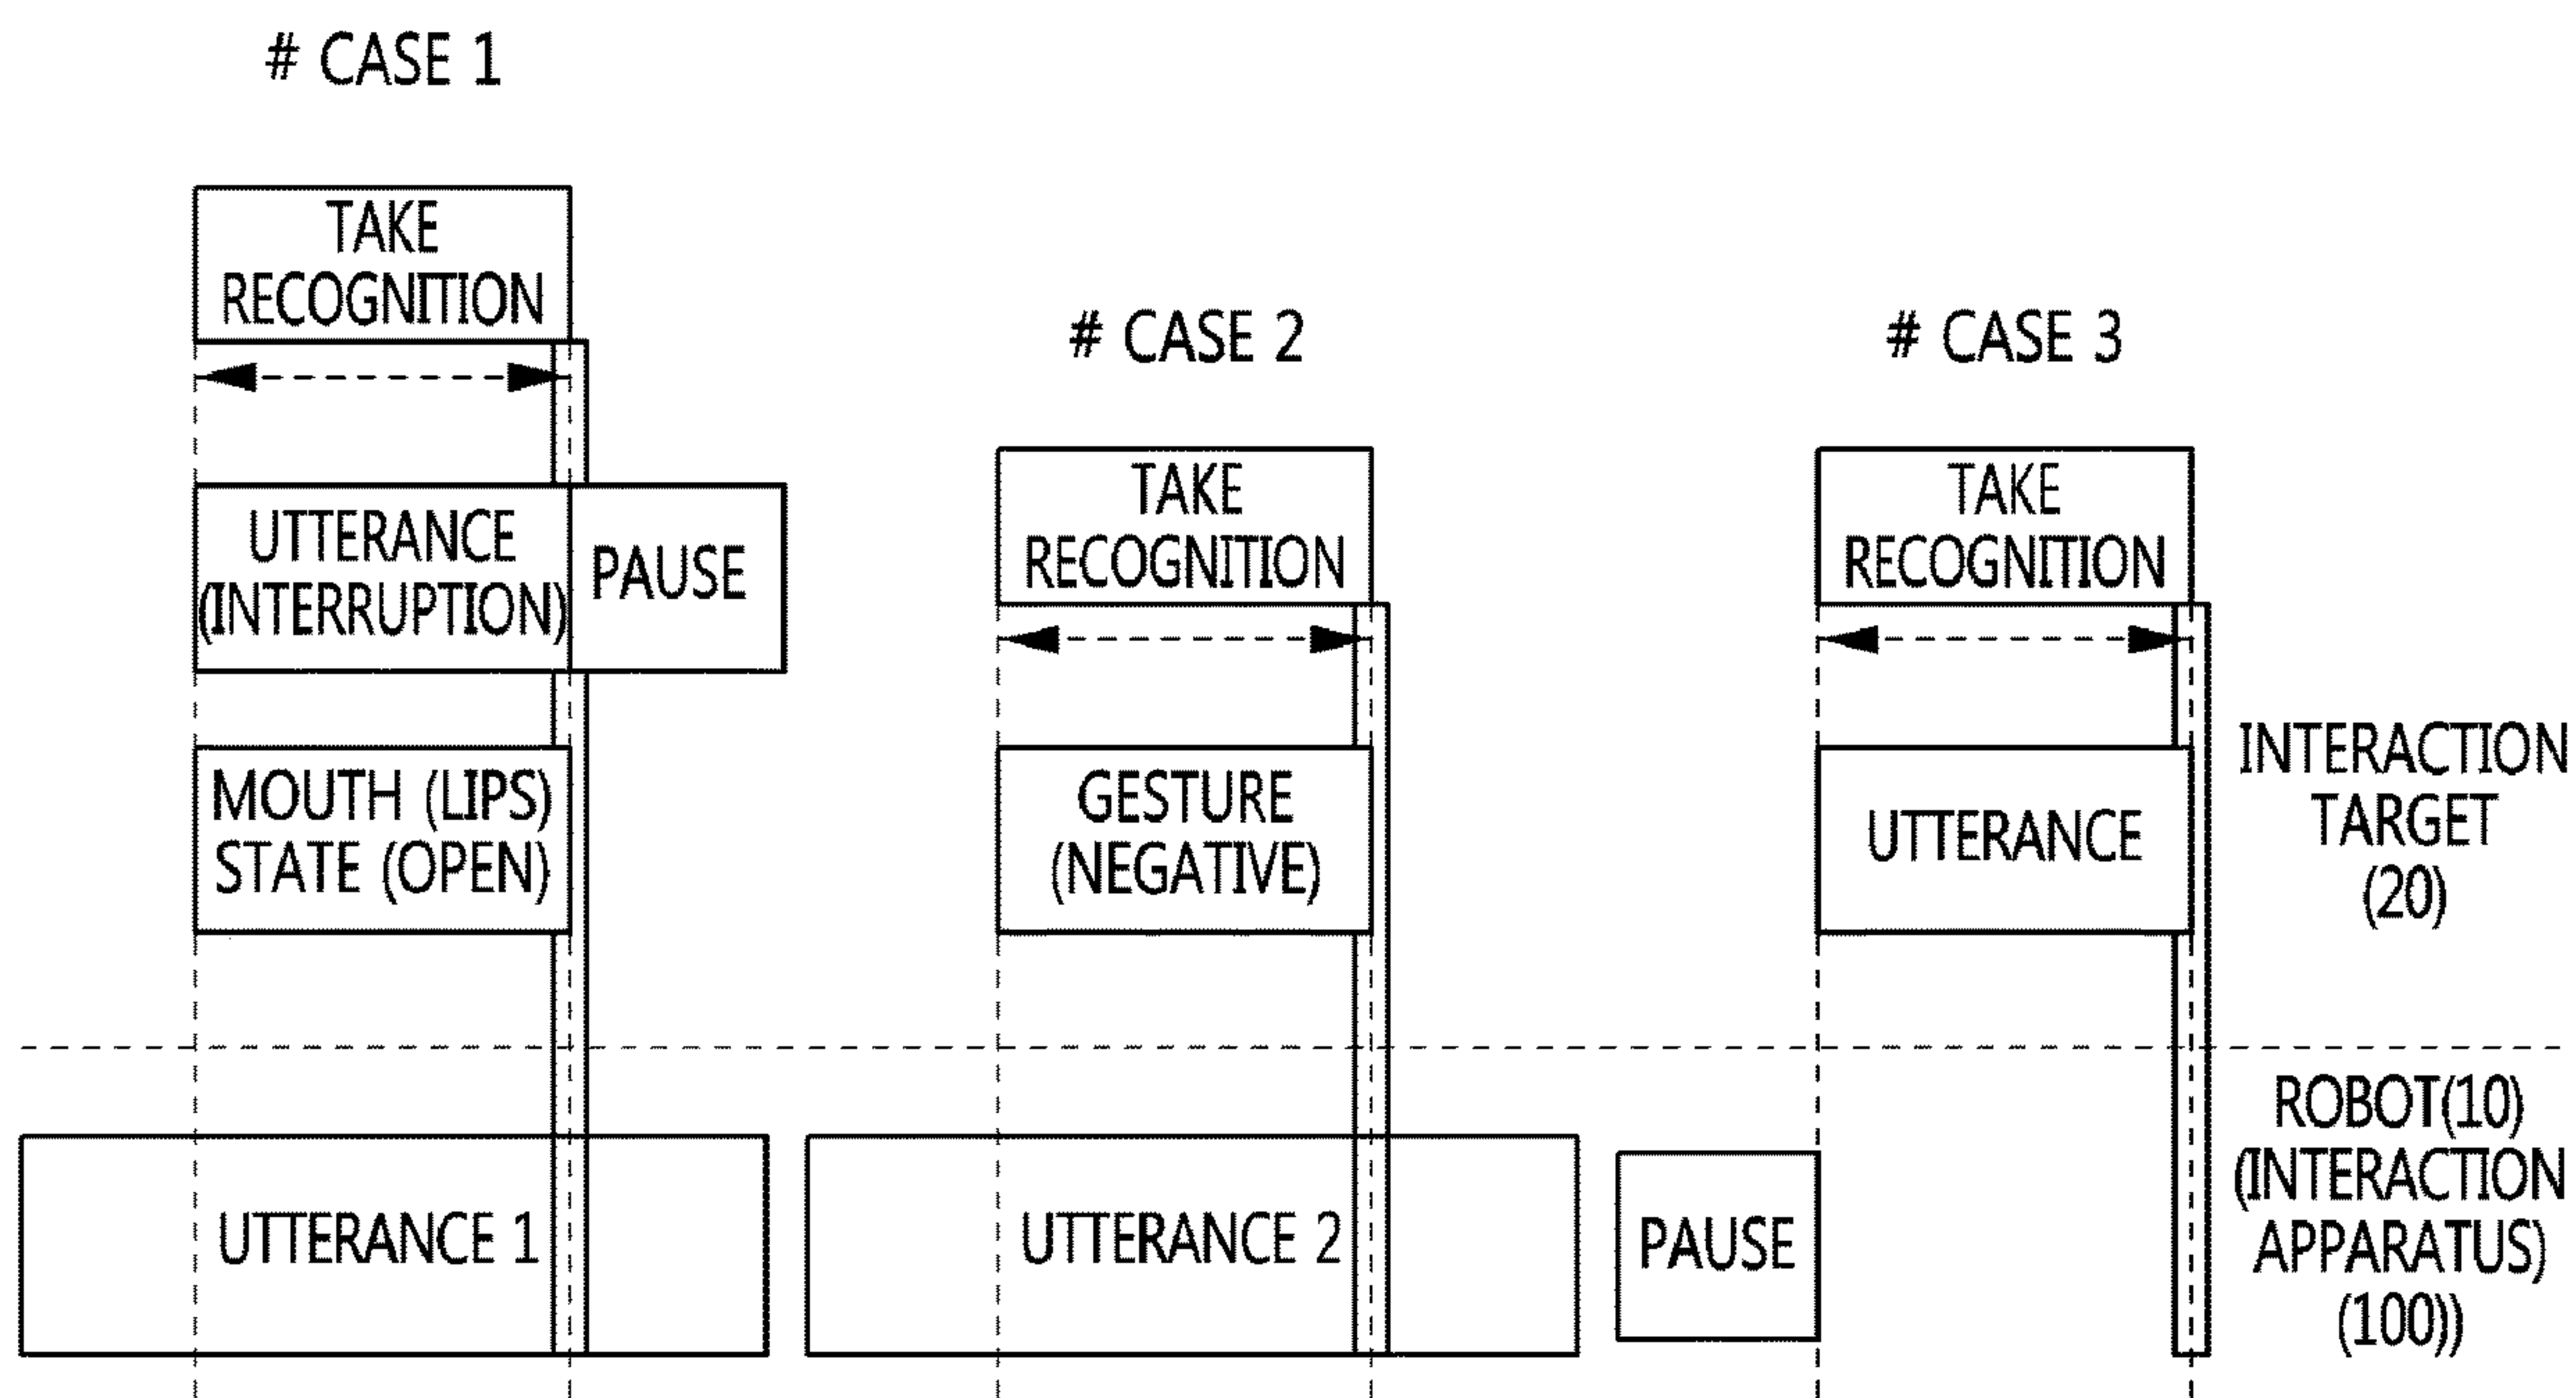 # CASE 1
TAKE
RECOGNITION
UTTERANCE
(INTERRUPTION)
PAUSE
MOUTH (LIPS)
STATE (OPEN)
UTTERANCE 1
# CASE 2
TAKE
RECOGNITION
GESTURE
(NEGATIVE)
UTTERANCE 2
PAUSE
# CASE 3
TAKE
RECOGNITION
UTTERANCE
INTERACTION
TARGET
(20)
ROBOT(10)
(INTERACTION
APPARATUS)
(100))